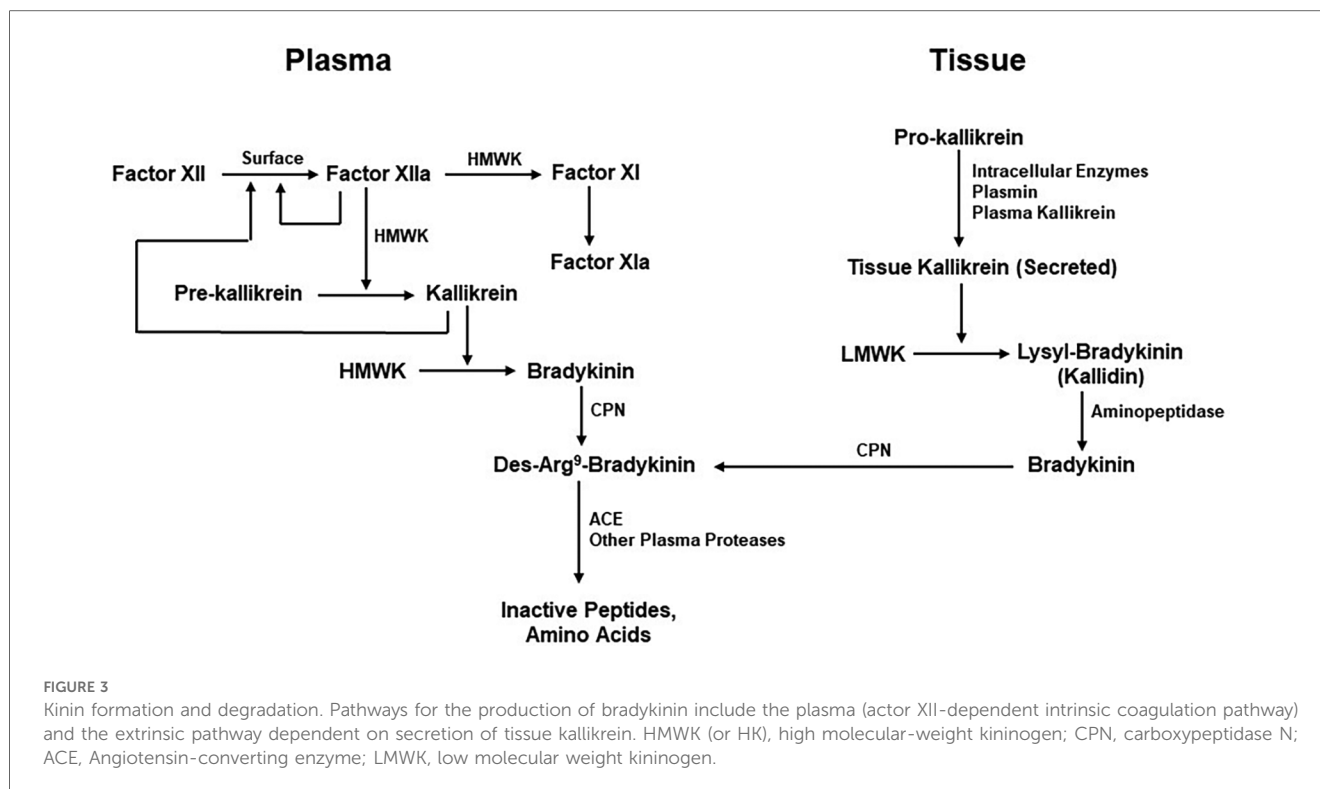 Plasma
Tissue
Factor XII
Surface
Factor XIIa
HMWK
Factor XI
HMWK
Factor XIa
Pre-kallikrein
Kallikrein
HMWK
Bradykinin
CPN
Des-Arg⁹-Bradykinin
ACE
Other Plasma Proteases
Inactive Peptides,
Amino Acids
Pro-kallikrein
Intracellular Enzymes
Plasmin
Plasma Kallikrein
Tissue Kallikrein (Secreted)
LMWK
Lysyl-Bradykinin
(Kallidin)
Aminopeptidase
Bradykinin
CPN
FIGURE 3
Kinin formation and degradation. Pathways for the production of bradykinin include the plasma (actor XII-dependent intrinsic coagulation pathway)
and the extrinsic pathway dependent on secretion of tissue kallikrein. HMWK (or HK), high molecular-weight kininogen; CPN, carboxypeptidase N;
ACE, Angiotensin-converting enzyme; LMWK, low molecular weight kininogen.